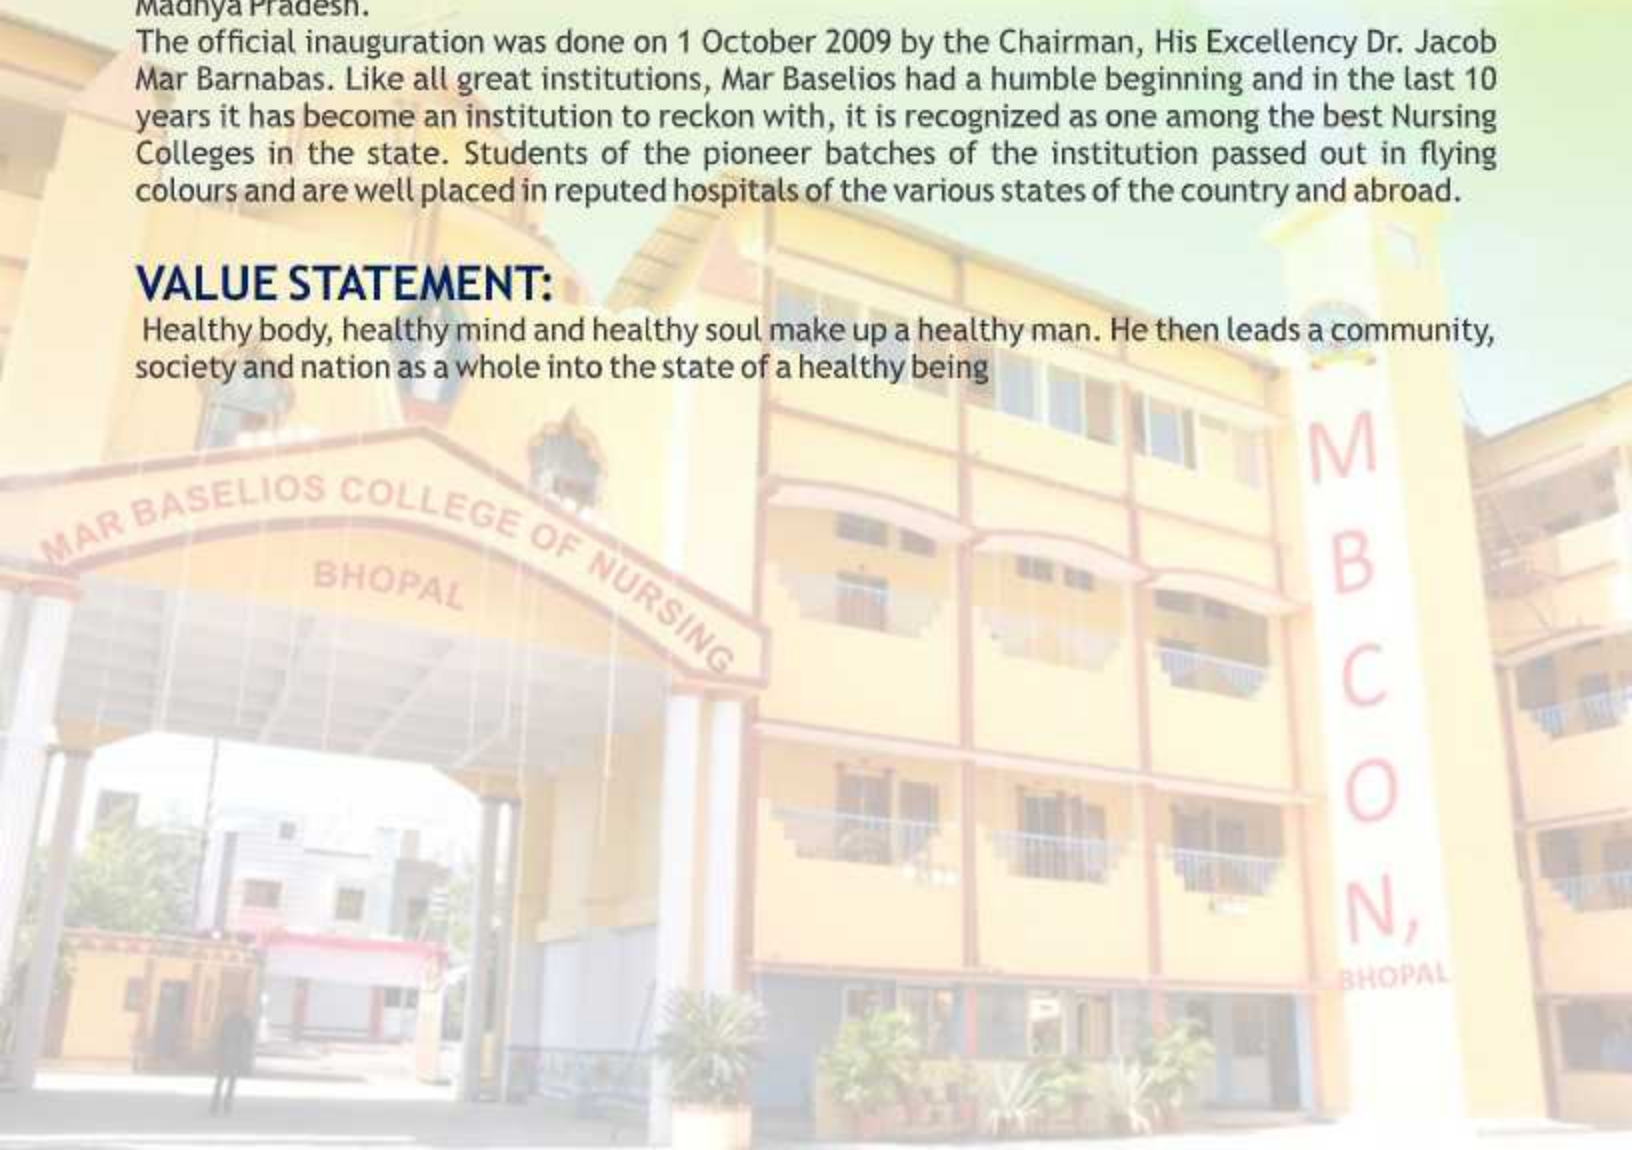 Madhya Pradesh.
The official inauguration was done on 1 October 2009 by the Chairman, His Excellency Dr. Jacob
Mar Barnabas. Like all great institutions, Mar Baselios had a humble beginning and in the last 10
years it has become an institution to reckon with, it is recognized as one among the best Nursing
Colleges in the state. Students of the pioneer batches of the institution passed out in flying
colours and are well placed in reputed hospitals of the various states of the country and abroad.
VALUE STATEMENT:
Healthy body, healthy mind and healthy soul make up a healthy man. He then leads a community,
society and nation as a whole into the state of a healthy being
MAR BASELIOS COLLEGE OF NURSING
BHOPAL
M
B
C
O
N,
BHOPAL